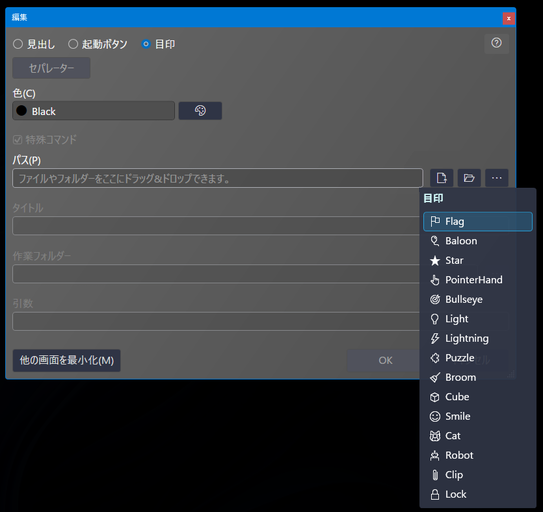 編集
見出し 起動ボタン 目印
セパレーター
色(C)
Black
特殊コマンド
パス(P)
ファイルやフォルダーをここにドラッグ&ドロップできます。
タイトル
作業フォルダー
引数
他の画面を最小化(M) OK
目印
Flag
Baloon
Star
PointerHand
Bullseye
Light
Lightning
Puzzle
Broom
Cube
Smile
Cat
Robot
Clip
Lock